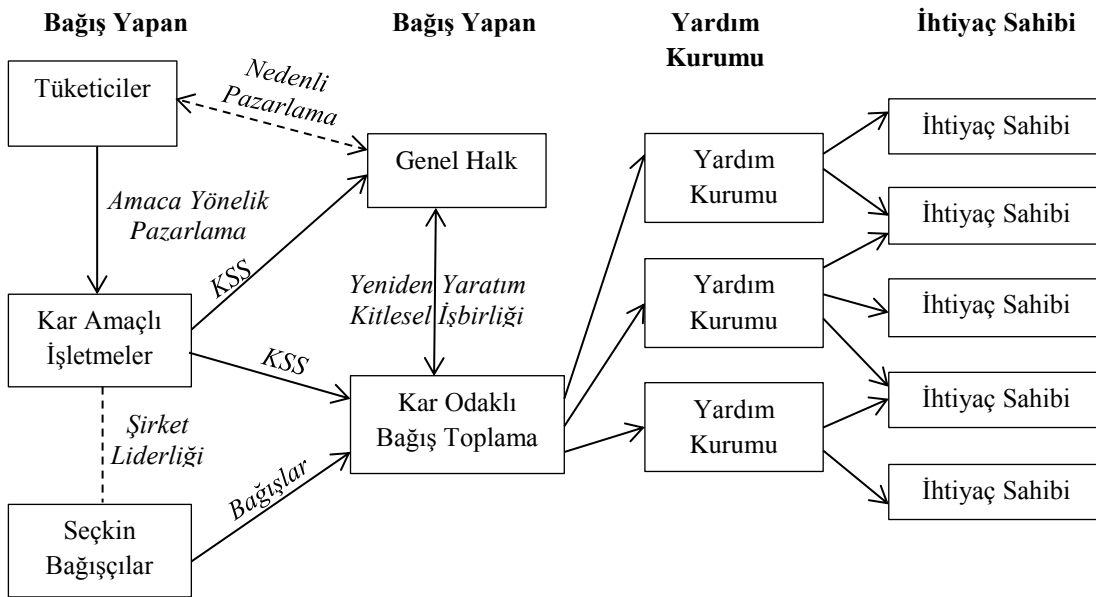 Bağış Yapan
Bağış Yapan
Yardım
Kurumu
İhtiyaç Sahibi
Tüketiciler
Nedenli
Pazarlama
Genel Halk
Amaca Yönelik
Pazarlama
KSS
Kar Amaçlı
İşletmeler
KSS
Yeniden Yaratım
Kitlesel İşbirliği
Kar Odaklı
Bağış Toplama
Şirket
Liderliği
Bağışlar
Seçkin
Bağışçılar
Yardım
Kurumu
Yardım
Kurumu
Yardım
Kurumu
İhtiyaç Sahibi
İhtiyaç Sahibi
İhtiyaç Sahibi
İhtiyaç Sahibi
İhtiyaç Sahibi